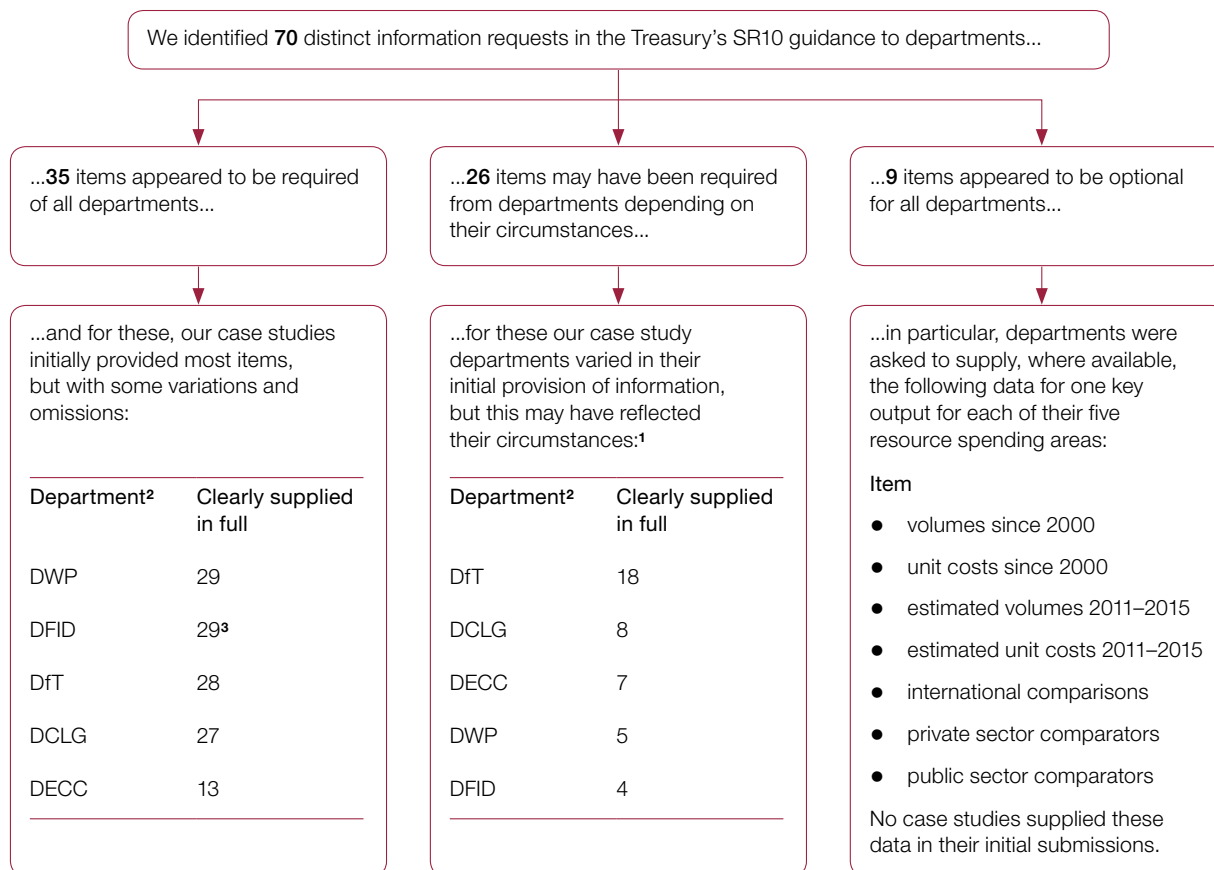 We identified 70 distinct information requests in the Treasury's SR10 guidance to departments...
...35 items appeared to be required
of all departments...
...26 items may have been required
from departments depending on
their circumstances...
...9 items appeared to be optional
for all departments...
...and for these, our case studies
initially provided most items,
but with some variations and
omissions:
Department² Clearly supplied
in full
DWP 29
DFID 29³
DfT 28
DCLG 27
DECC 13
...for these our case study
departments varied in their
initial provision of information,
but this may have reflected
their circumstances:¹
Department² Clearly supplied
in full
DfT 18
DCLG 8
DECC 7
DWP 5
DFID 4
...in particular, departments were
asked to supply, where available,
the following data for one key
output for each of their five
resource spending areas:
Item
● volumes since 2000
● unit costs since 2000
● estimated volumes 2011–2015
● estimated unit costs 2011–2015
● international comparisons
● private sector comparators
● public sector comparators
No case studies supplied these
data in their initial submissions.